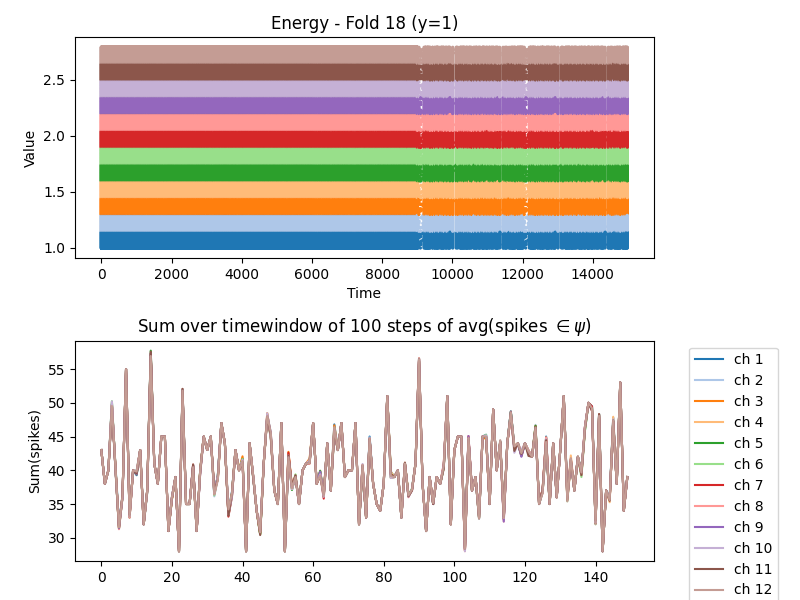 Energy - Fold 18 (y=1)
Value
2.5
2.0
1.5
1.0
0 2000 4000 6000 8000 10000 12000 14000
Time
Sum over timewindow of 100 steps of avg(spikes ∈ψ)
Sum(spikes)
55
50
45
40
35
30
0 20 40 60 80 100 120 140
ch 1
ch 2
ch 3
ch 4
ch 5
ch 6
ch 7
ch 8
ch 9
ch 10
ch 11
ch 12